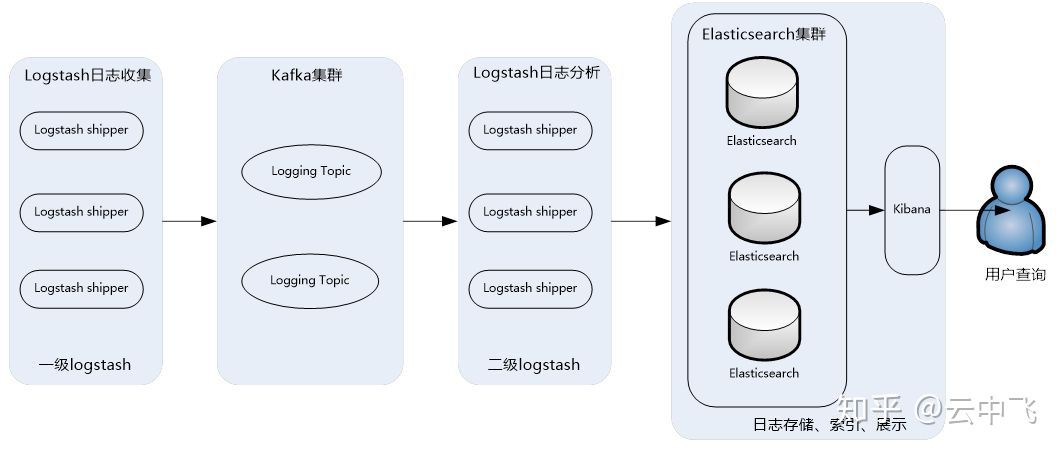 Logstash日志收集
Logstash shipper
Logstash shipper
Logstash shipper
一级logstash
Kafka集群
Logging Topic
Logging Topic
Logstash日志分析
Logstash shipper
Logstash shipper
Logstash shipper
二级logstash
Elasticsearch集群
Elasticsearch
Elasticsearch
Elasticsearch
日志存储、索引、展示
Kibana
用户查询
知乎 @云中飞